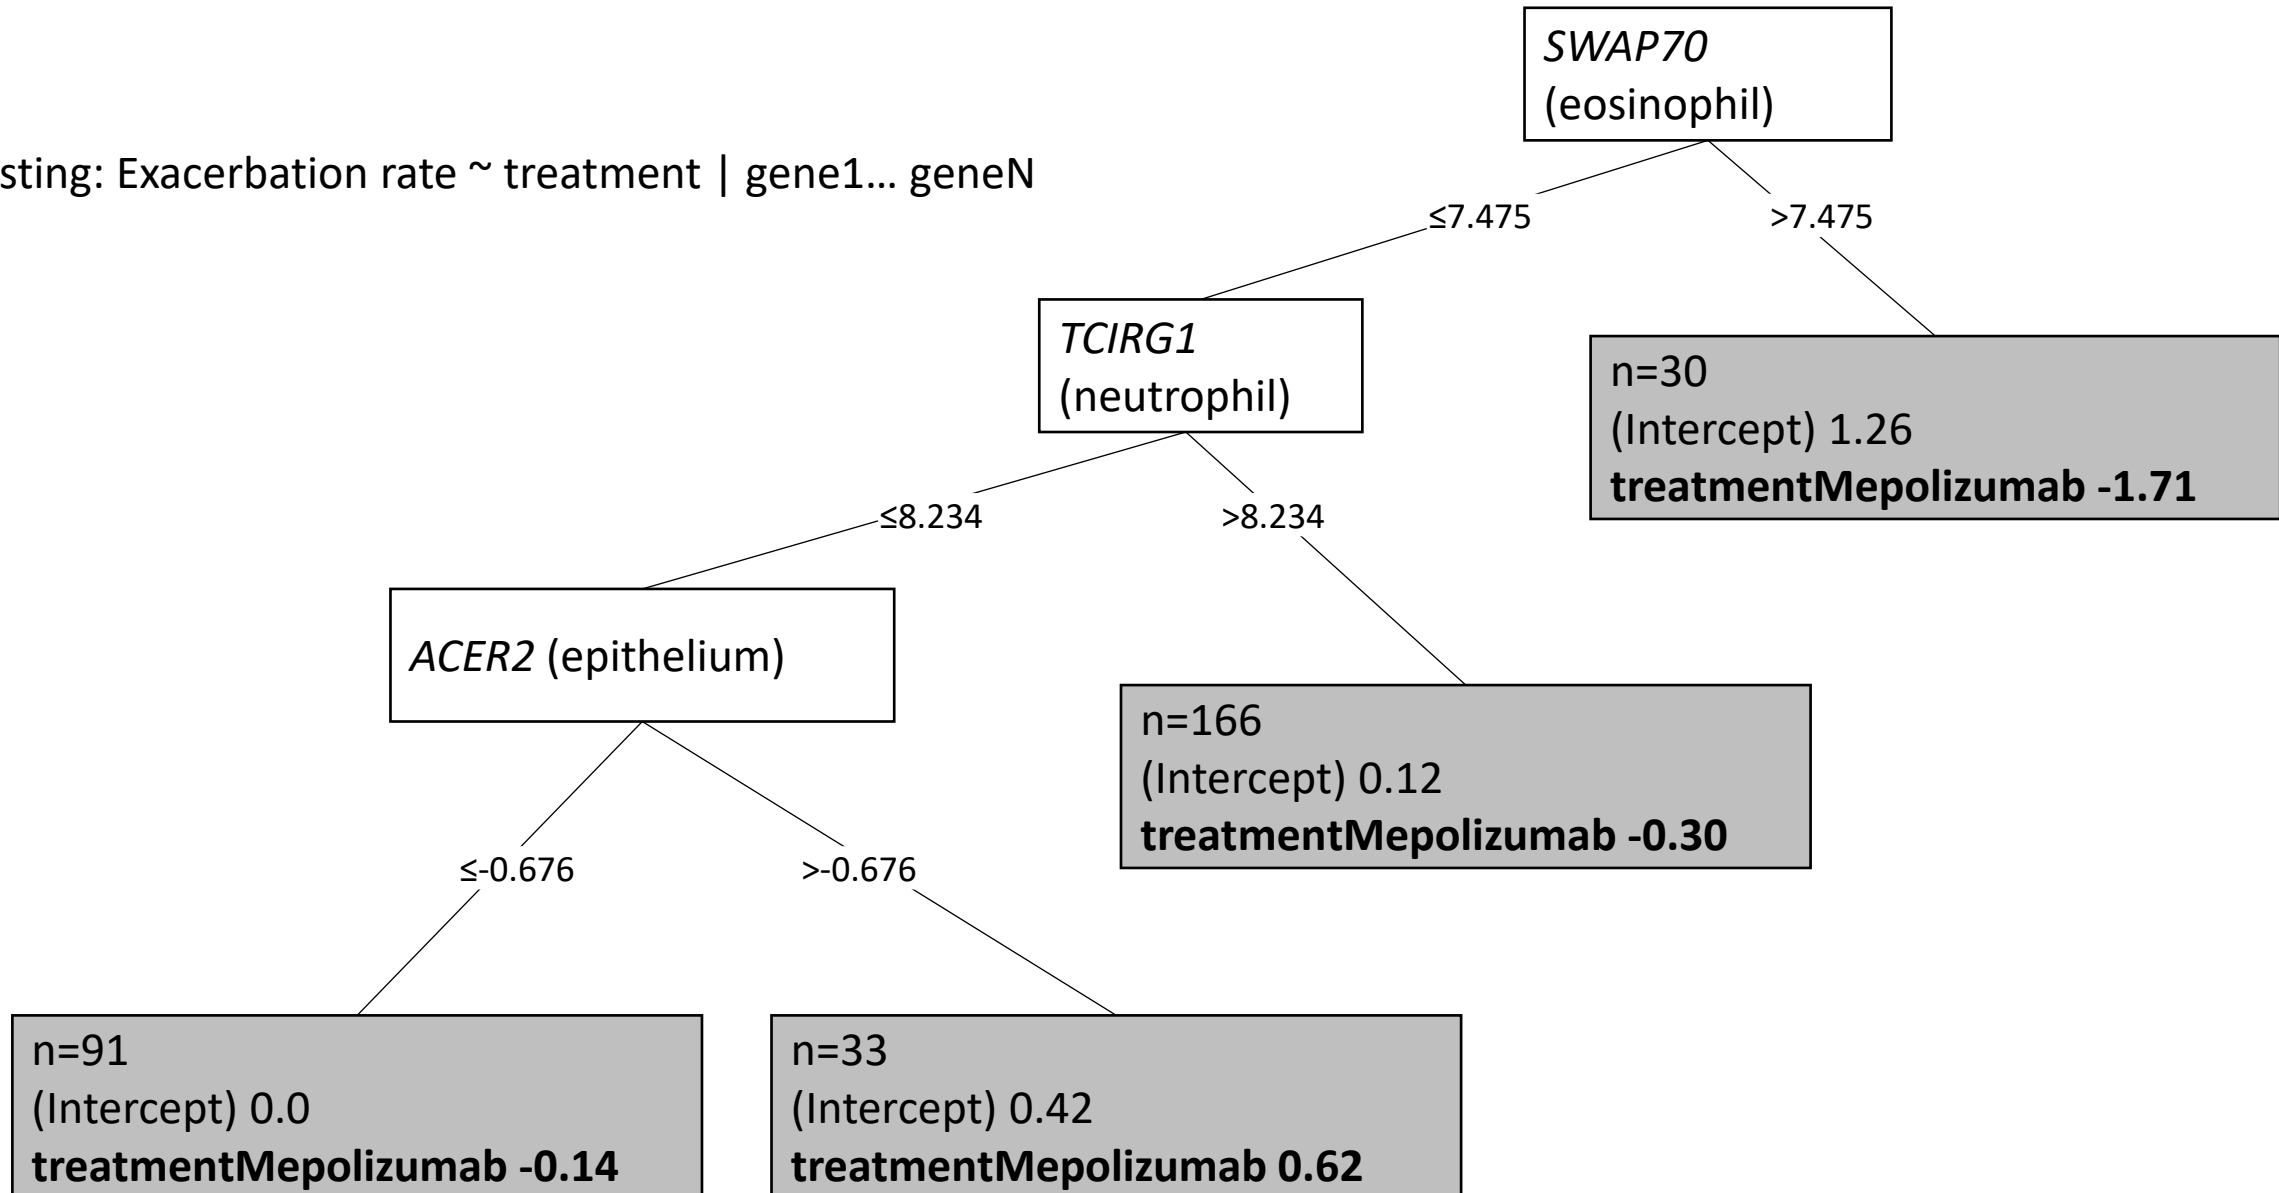 SWAP70
(eosinophil)
sting: Exacerbation rate ~ treatment | gene1... geneN
≤7.475
>7.475
TCIRG1
(neutrophil)
n=30
(Intercept) 1.26
treatmentMepolizumab -1.71
≤8.234
>8.234
ACER2 (epithelium)
n=166
(Intercept) 0.12
treatmentMepolizumab -0.30
≤-0.676
>-0.676
n=91
(Intercept) 0.0
treatmentMepolizumab -0.14
n=33
(Intercept) 0.42
treatmentMepolizumab 0.62